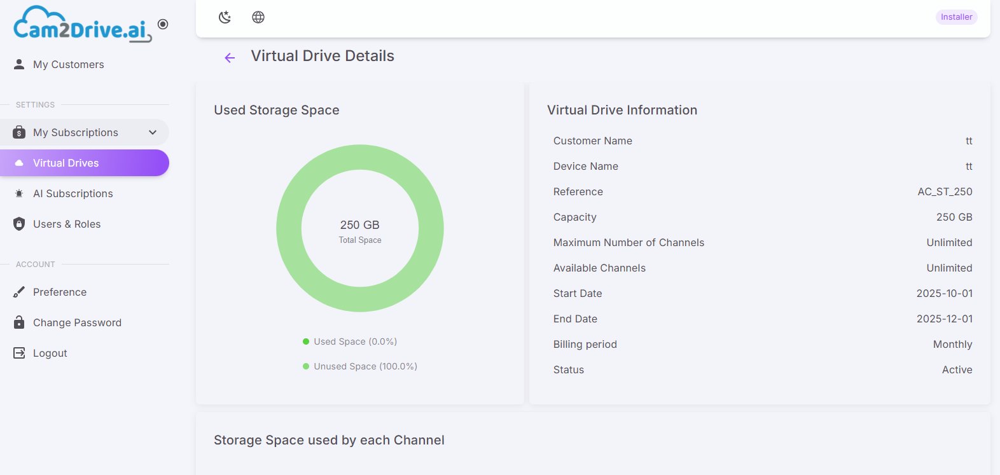 Cam2Drive.ai
My Customers
SETTINGS
My Subscriptions
Virtual Drives
AI Subscriptions
Users & Roles
ACCOUNT
Preference
Change Password
Logout
Installer
Virtual Drive Details
Used Storage Space
250 GB
Total Space
Used Space (0.0%)
Unused Space (100.0%)
Virtual Drive Information
Customer Name tt
Device Name tt
Reference AC_ST_250
Capacity 250 GB
Maximum Number of Channels Unlimited
Available Channels Unlimited
Start Date 2025-10-01
End Date 2025-12-01
Billing period Monthly
Status Active
Storage Space used by each Channel